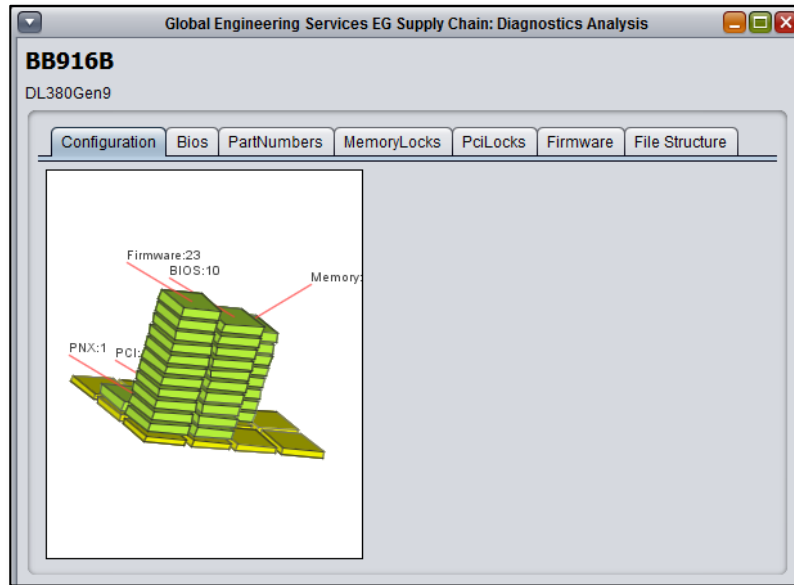 Global Engineering Services EG Supply Chain: Diagnostics Analysis
BB916B
DL380Gen9
Configuration Bios PartNumbers MemoryLocks PciLocks Firmware File Structure
Firmware:23
BIOS:10
Memory:
PNX:1
PCI: